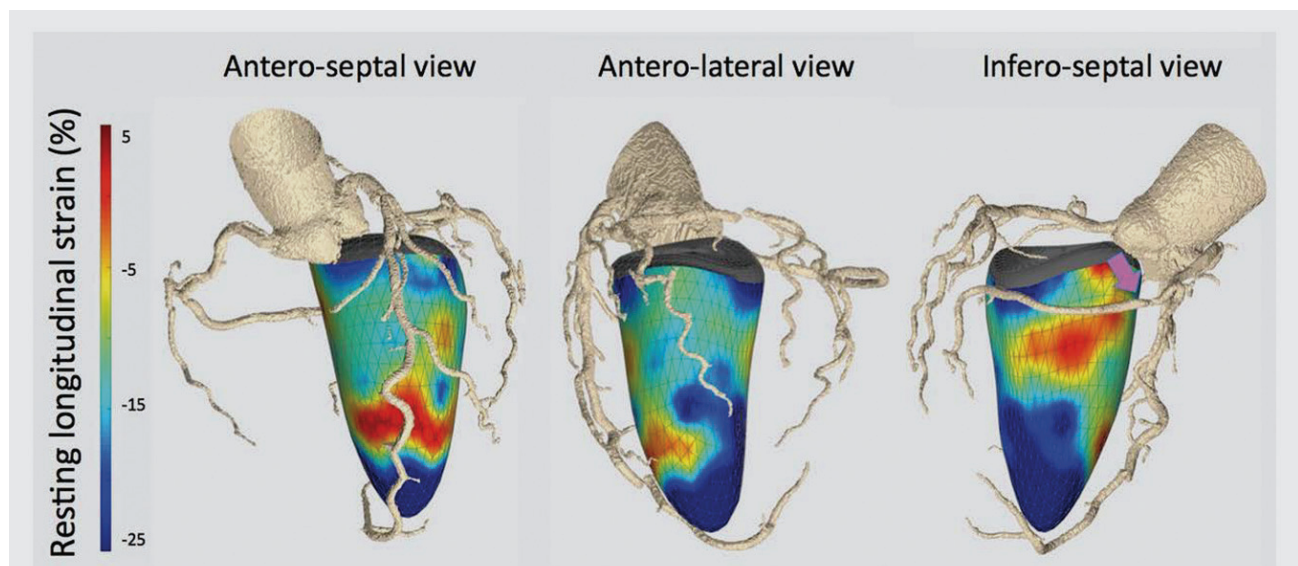 Antero-septal view
Antero-lateral view
Infero-septal view
Resting longitudinal strain (%)
5
-5
-15
-25